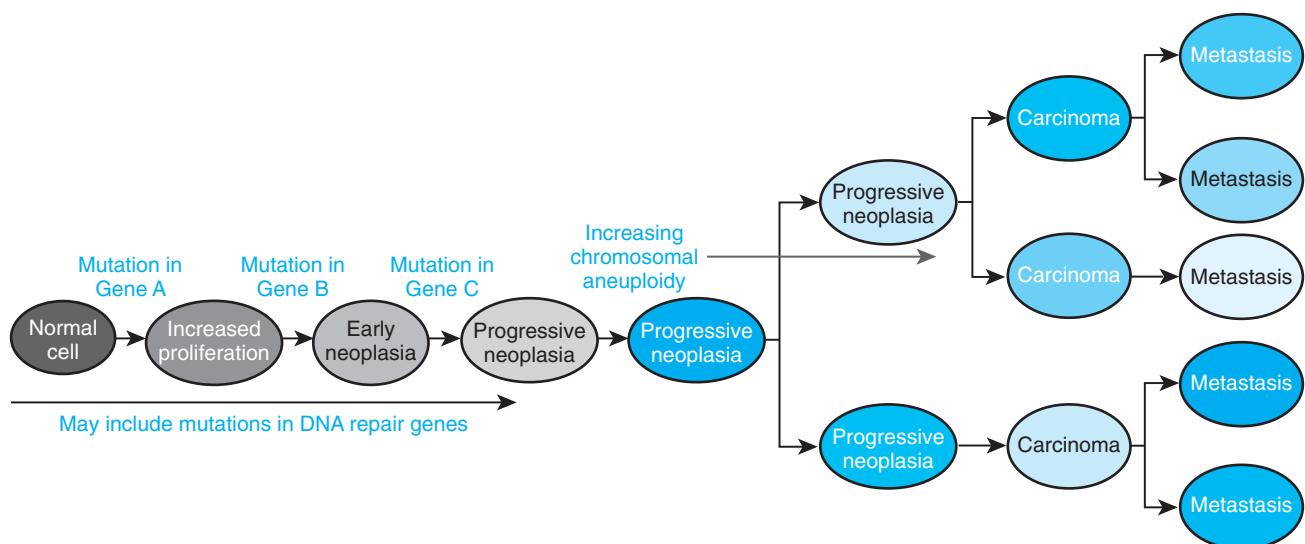 Mutation in
Gene A
Mutation in
Gene B
Mutation in
Gene C
Increasing
chromosomal
aneuploidy
Normal
cell
Increased
proliferation
Early
neoplasia
Progressive
neoplasia
Progressive
neoplasia
May include mutations in DNA repair genes
Progressive
neoplasia
Carcinoma
Metastasis
Metastasis
Carcinoma
Metastasis
Progressive
neoplasia
Carcinoma
Metastasis
Metastasis